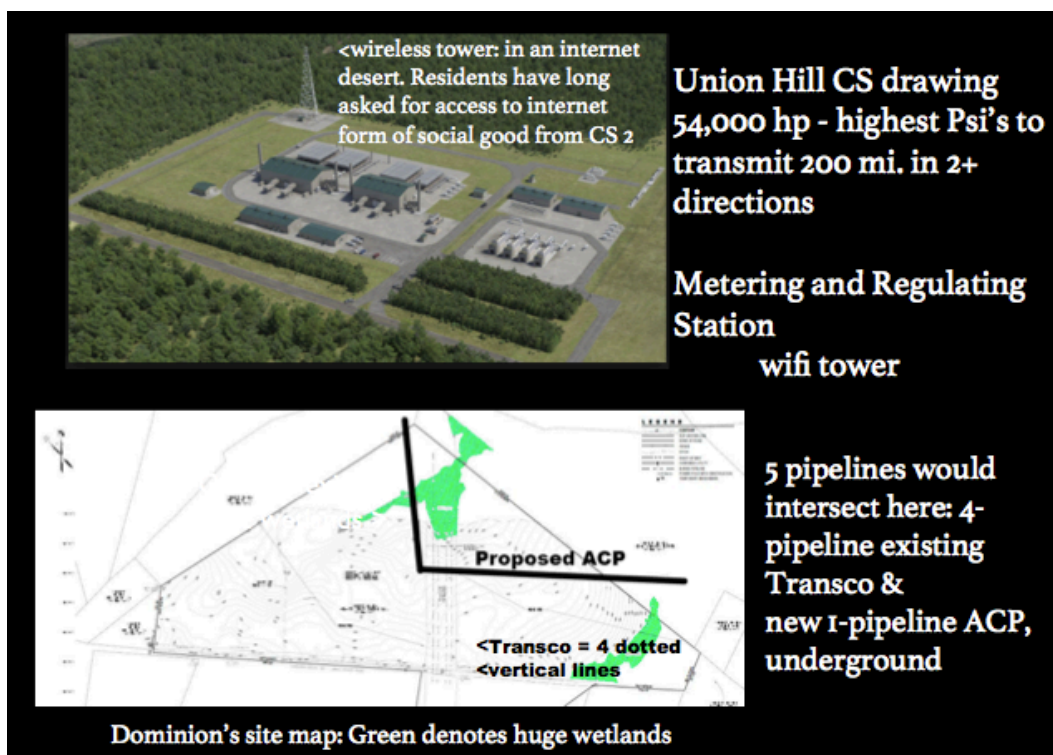 <wireless tower: in an internet
desert. Residents have long
asked for access to internet
form of social good from CS 2
Union Hill CS drawing
54,000 hp - highest Psi's to
transmit 200 mi. in 2+
directions
Metering and Regulating
Station
wifi tower
LEGEND
Proposed ACP
<Transco = 4 dotted
<vertical lines
5 pipelines would
intersect here: 4-
pipeline existing
Transco &
new 1-pipeline ACP,
underground
Dominion's site map: Green denotes huge wetlands